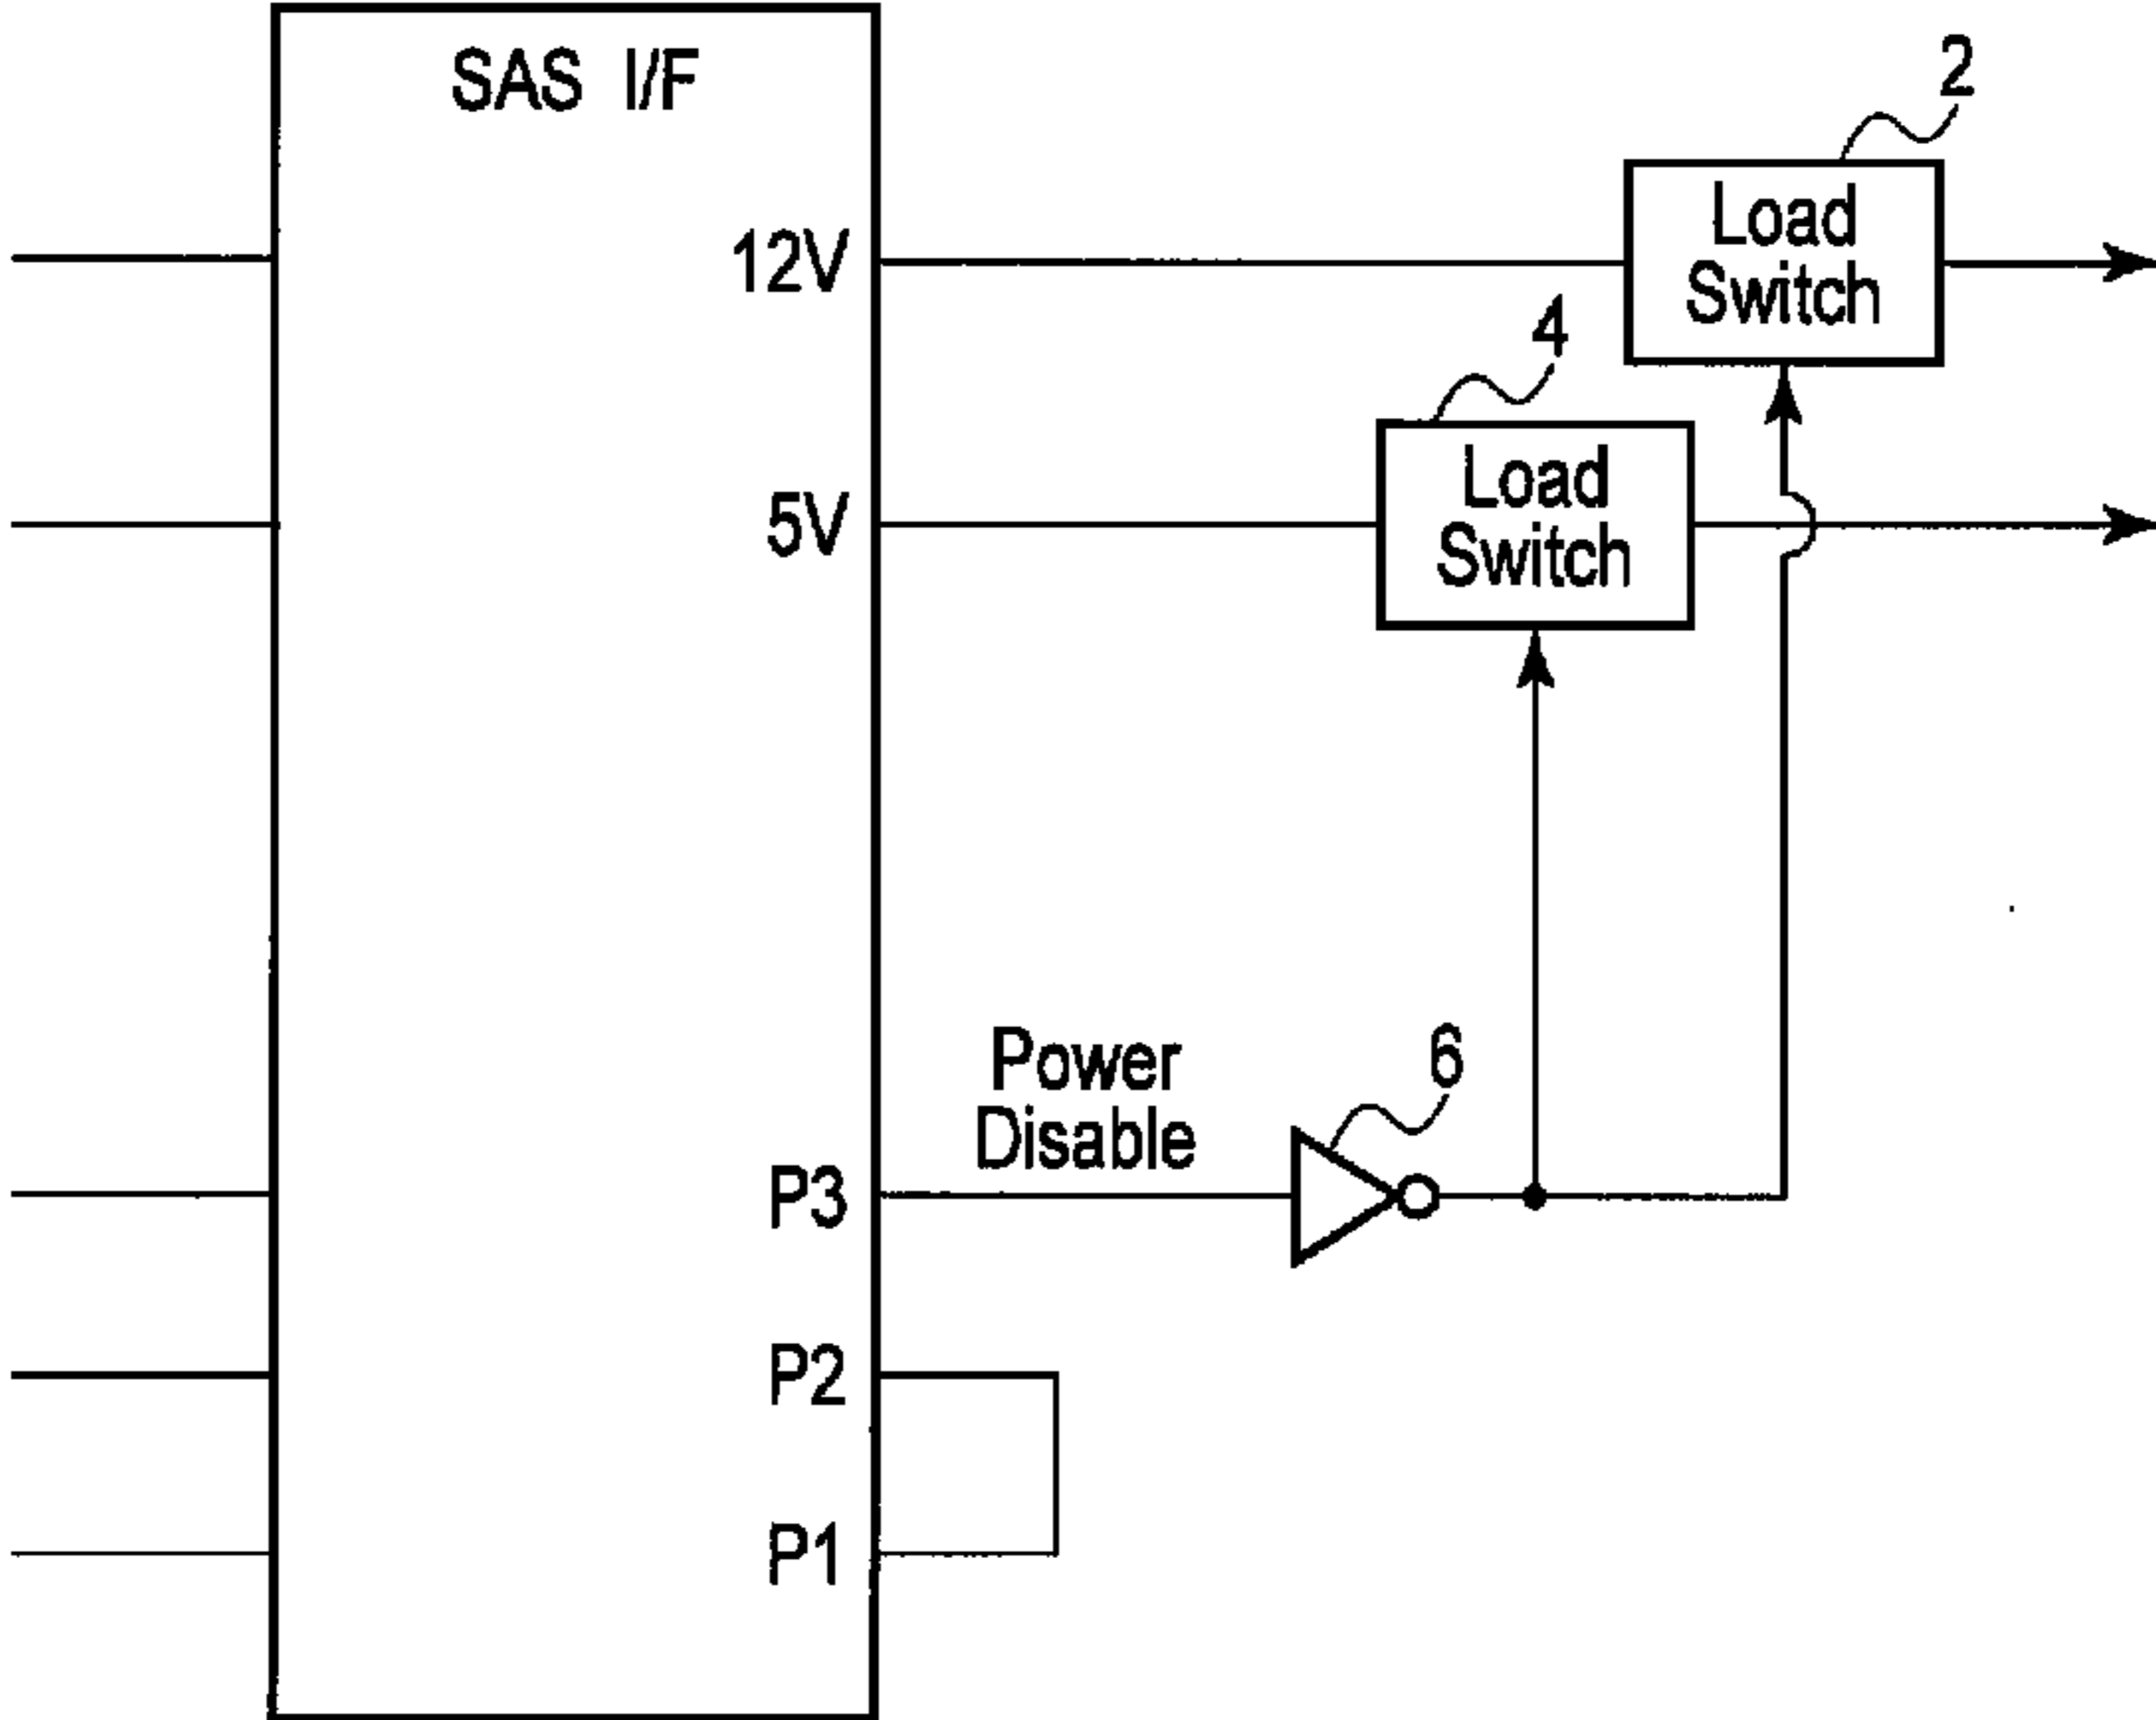 SAS I/F
2
Load
Switch
12V
4
Load
Switch
5V
Power
Disable
6
P3
P2
P1